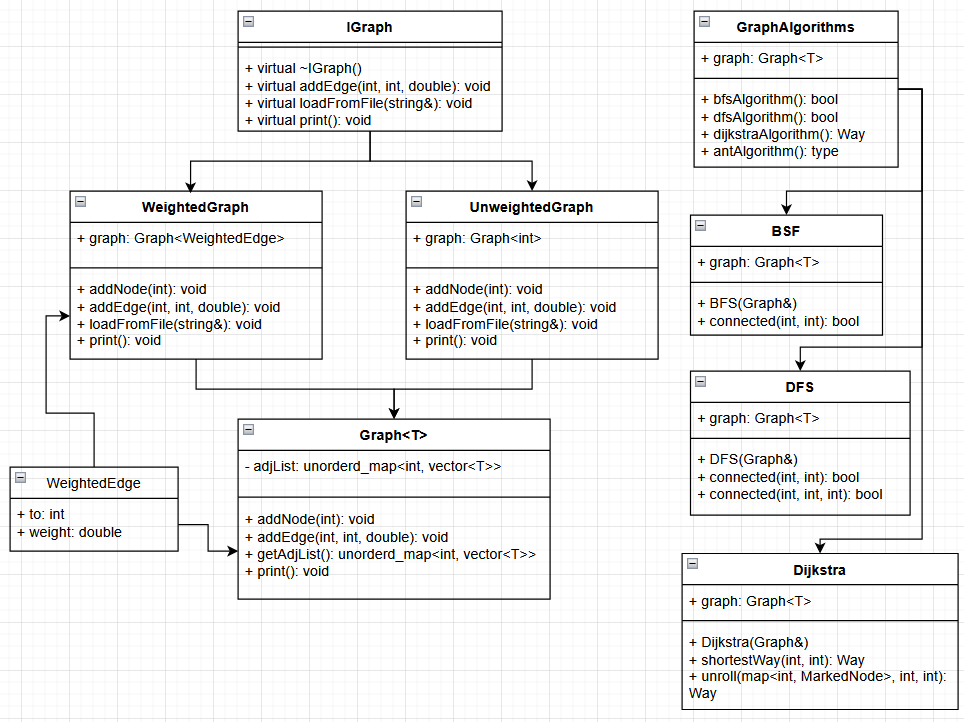 IGraph
+ virtual ~IGraph()
+ virtual addEdge(int, int, double): void
+ virtual loadFromFile(string&): void
+ virtual print(): void
GraphAlgorithms
+ graph: Graph<T>
+ bfsAlgorithm(): bool
+ dfsAlgorithm(): bool
+ dijkstraAlgorithm(): Way
+ antAlgorithm(): type
WeightedGraph
+ graph: Graph<WeightedEdge>
+ addNode(int): void
+ addEdge(int, int, double): void
+ loadFromFile(string&): void
+ print(): void
UnweightedGraph
+ graph: Graph<int>
+ addNode(int): void
+ addEdge(int, int, double): void
+ loadFromFile(string&): void
+ print(): void
BSF
+ graph: Graph<T>
+ BFS(Graph&)
+ connected(int, int): bool
DFS
+ graph: Graph<T>
+ DFS(Graph&)
+ connected(int, int): bool
+ connected(int, int, int): bool
Graph<T>
- adjList: unorderd_map<int, vector<T>>
+ addNode(int): void
+ addEdge(int, int, double): void
+ getAdjList(): unorderd_map<int, vector<T>>
+ print(): void
WeightedEdge
+ to: int
+ weight: double
Dijkstra
+ graph: Graph<T>
+ Dijkstra(Graph&)
+ shortestWay(int, int): Way
+ unroll(map<int, MarkedNode>, int, int):
Way